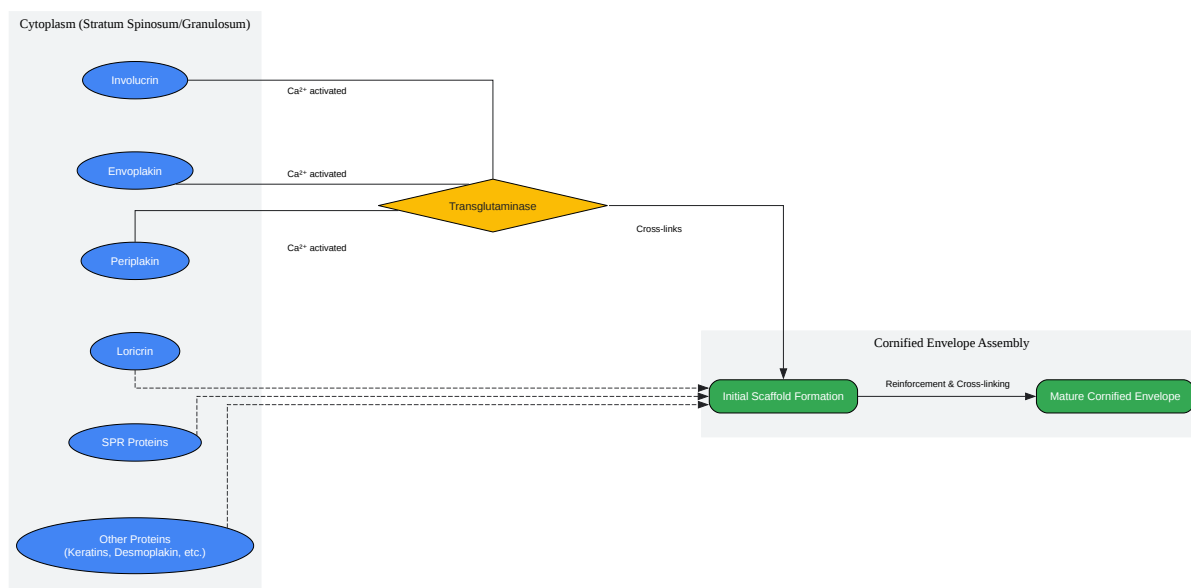 Cytoplasm (Stratum Spinosum/Granulosum)
Involucrin
Ca²⁺ activated
Envoplakin
Ca²⁺ activated
Transglutaminase
Periplakin
Ca²⁺ activated
Cross-links
Loricrin
Cornified Envelope Assembly
Initial Scaffold Formation
Reinforcement & Cross-linking
Mature Cornified Envelope
SPR Proteins
Other Proteins
(Keratins, Desmoplakin, etc.)